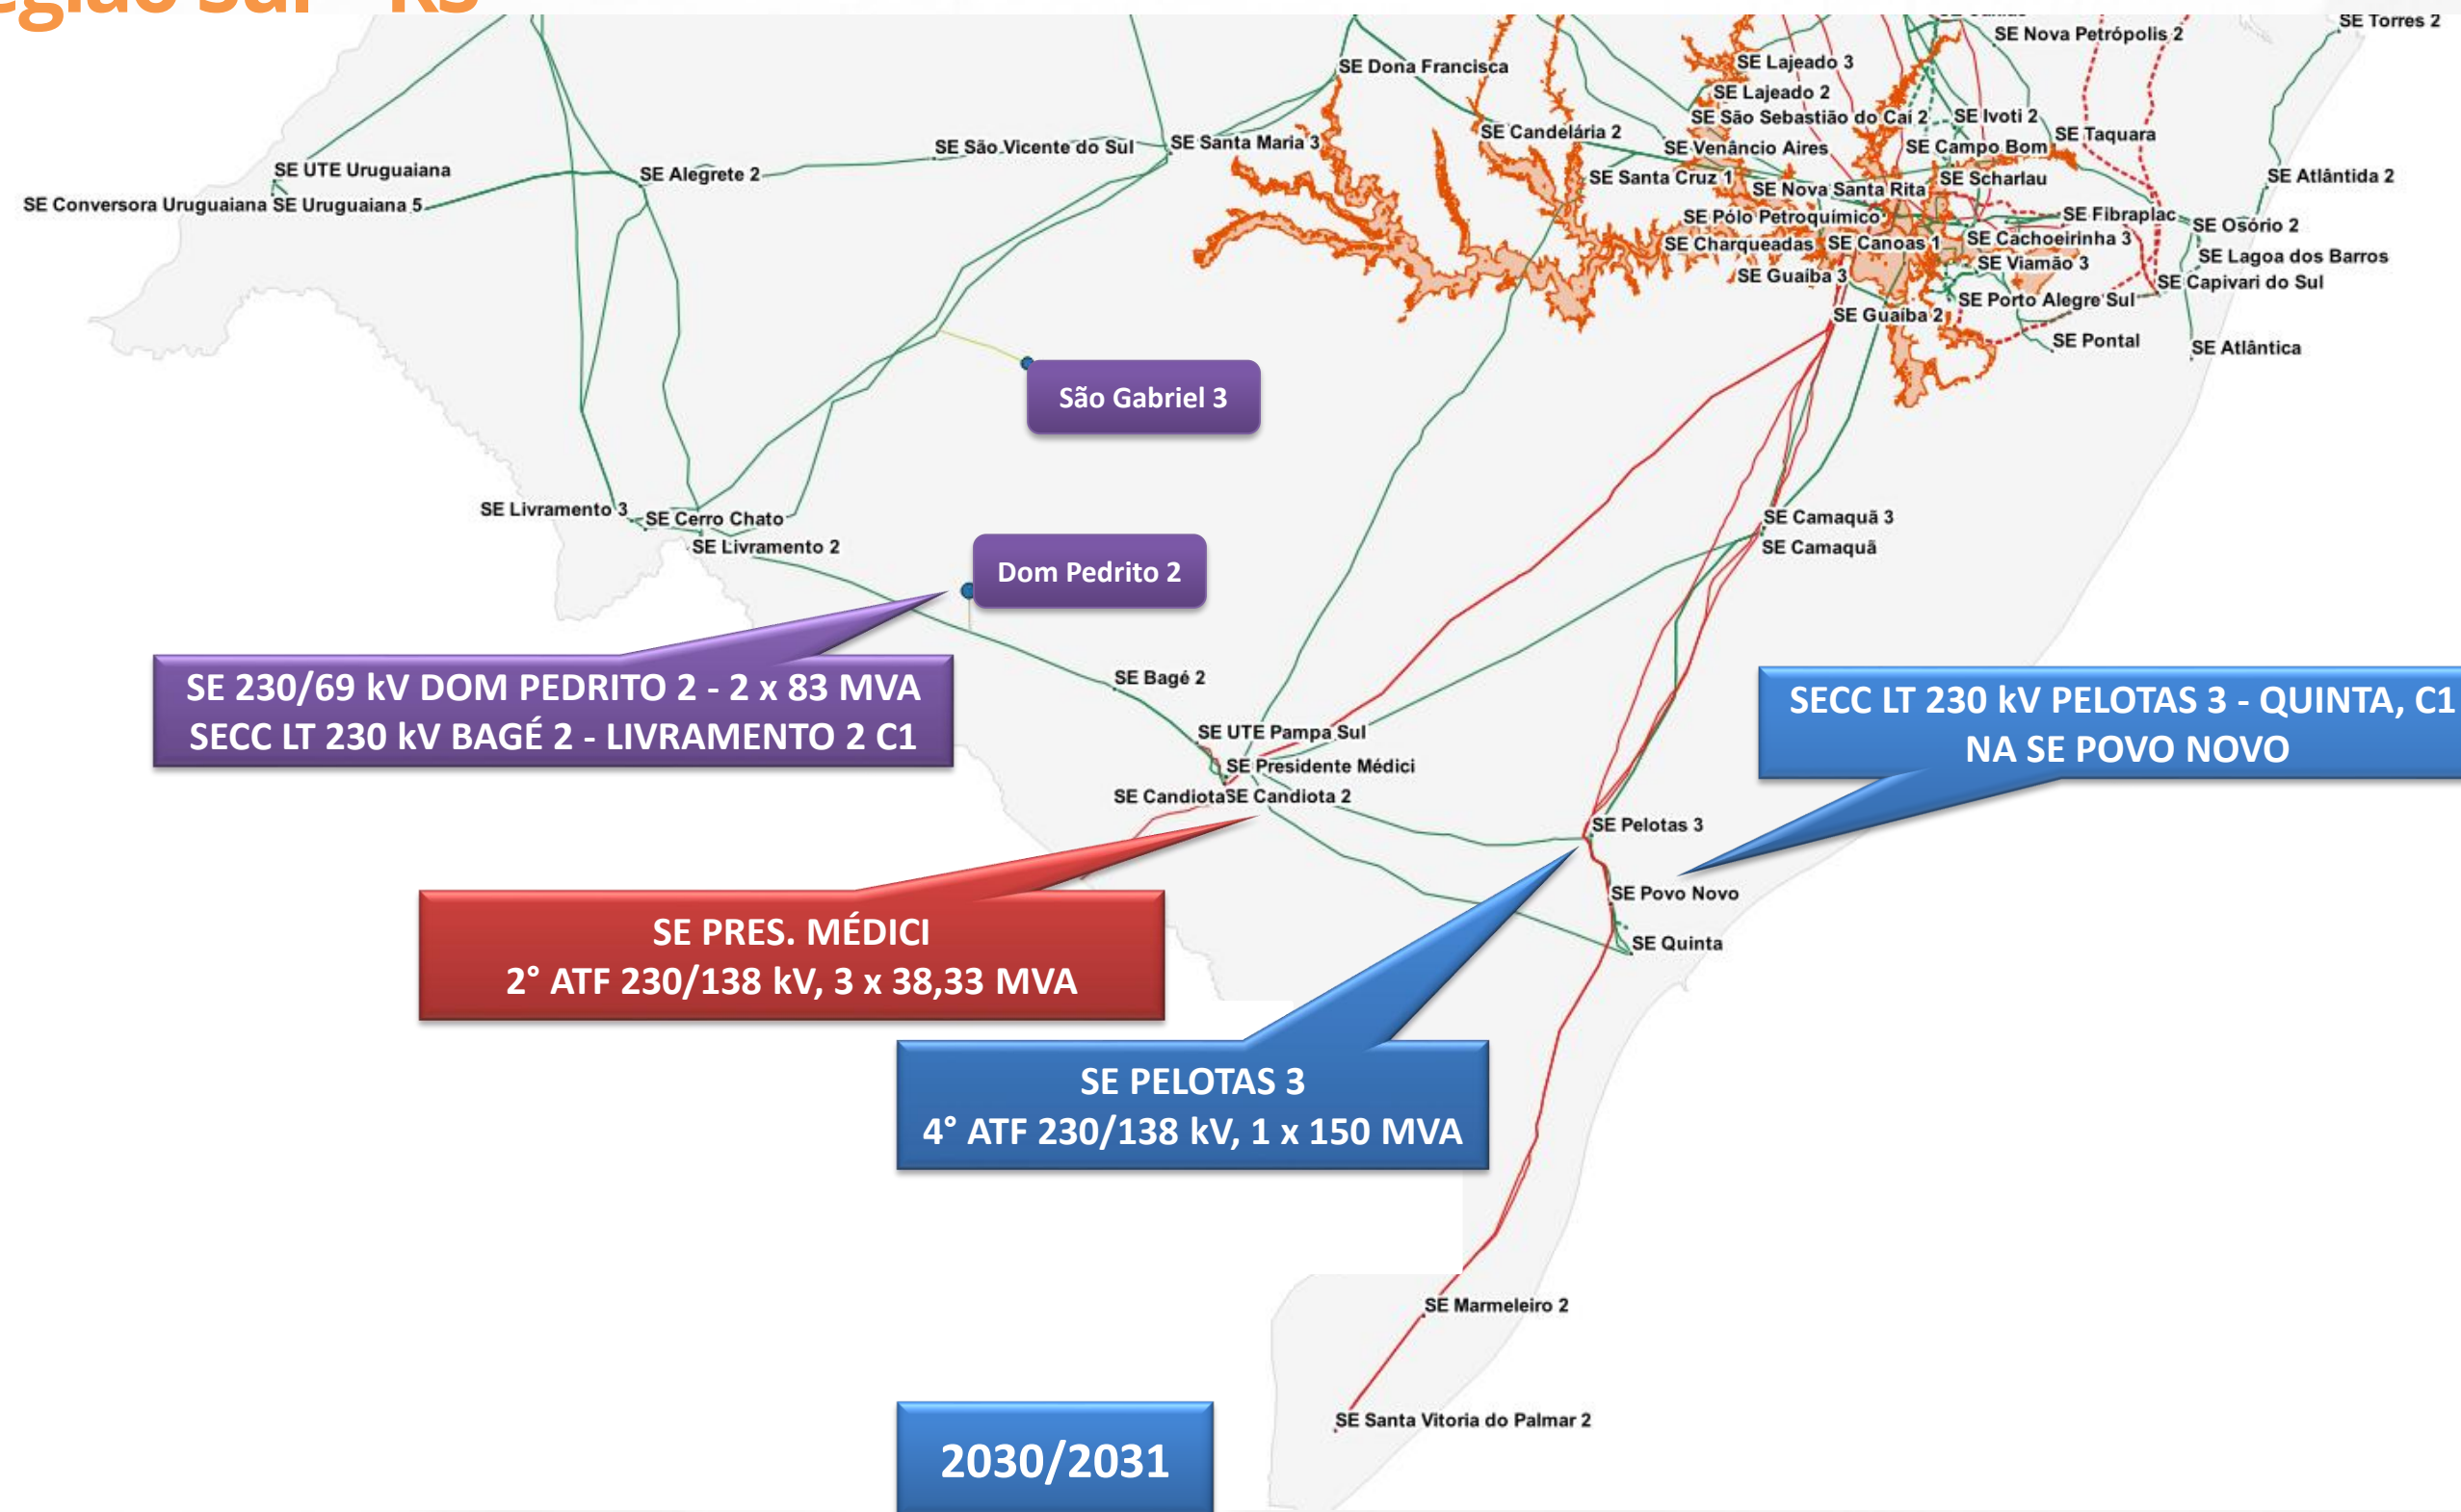 Região Sul - RS
SE Torres 2
SE Nova Petrópolis 2
SE Dona Francisca
SE Lajeado 3
SE Lajeado 2
SE São Sebastião do Caí 2
SE Ivoti 2
SE Candelária 2
SE Taquara
SE São Vicente do Sul
SE Santa Maria 3
SE Venâncio Aires
SE Campo Bom
SE UTE Uruguaiana
SE Alegrete 2
SE Santa Cruz 1
SE Nova Santa Rita
SE Scharlau
SE Atlântida 2
SE Conversora Uruguaiana
SE Uruguaiana 5
SE Pólo Petroquímico
SE Fibraplac
SE Osório 2
SE Charqueadas
SE Canoas 1
SE Cachoeirinha 3
SE Lagoa dos Barros
SE Guaíba 3
SE Viamão 3
SE Capivari do Sul
SE Porto Alegre Sul
SE Guaíba 2
SE Pontal
SE Atlântica
São Gabriel 3
SE Livramento 3
SE Cerro Chato
SE Livramento 2
SE Camaquã 3
SE Camaquã
Dom Pedrito 2
SE 230/69 kV DOM PEDRITO 2 - 2 x 83 MVA
SECC LT 230 kV BAGÉ 2 - LIVRAMENTO 2 C1
SE Bagé 2
SECC LT 230 kV PELOTAS 3 - QUINTA, C1
NA SE POVO NOVO
SE UTE Pampa Sul
SE Presidente Médici
SE Candiota
SE Candiota 2
SE Pelotas 3
SE Povo Novo
SE Quinta
SE PRES. MÉDICI
2° ATF 230/138 kV, 3 x 38,33 MVA
SE PELOTAS 3
4° ATF 230/138 kV, 1 x 150 MVA
SE Marmeleiro 2
SE Santa Vitoria do Palmar 2
2030/2031